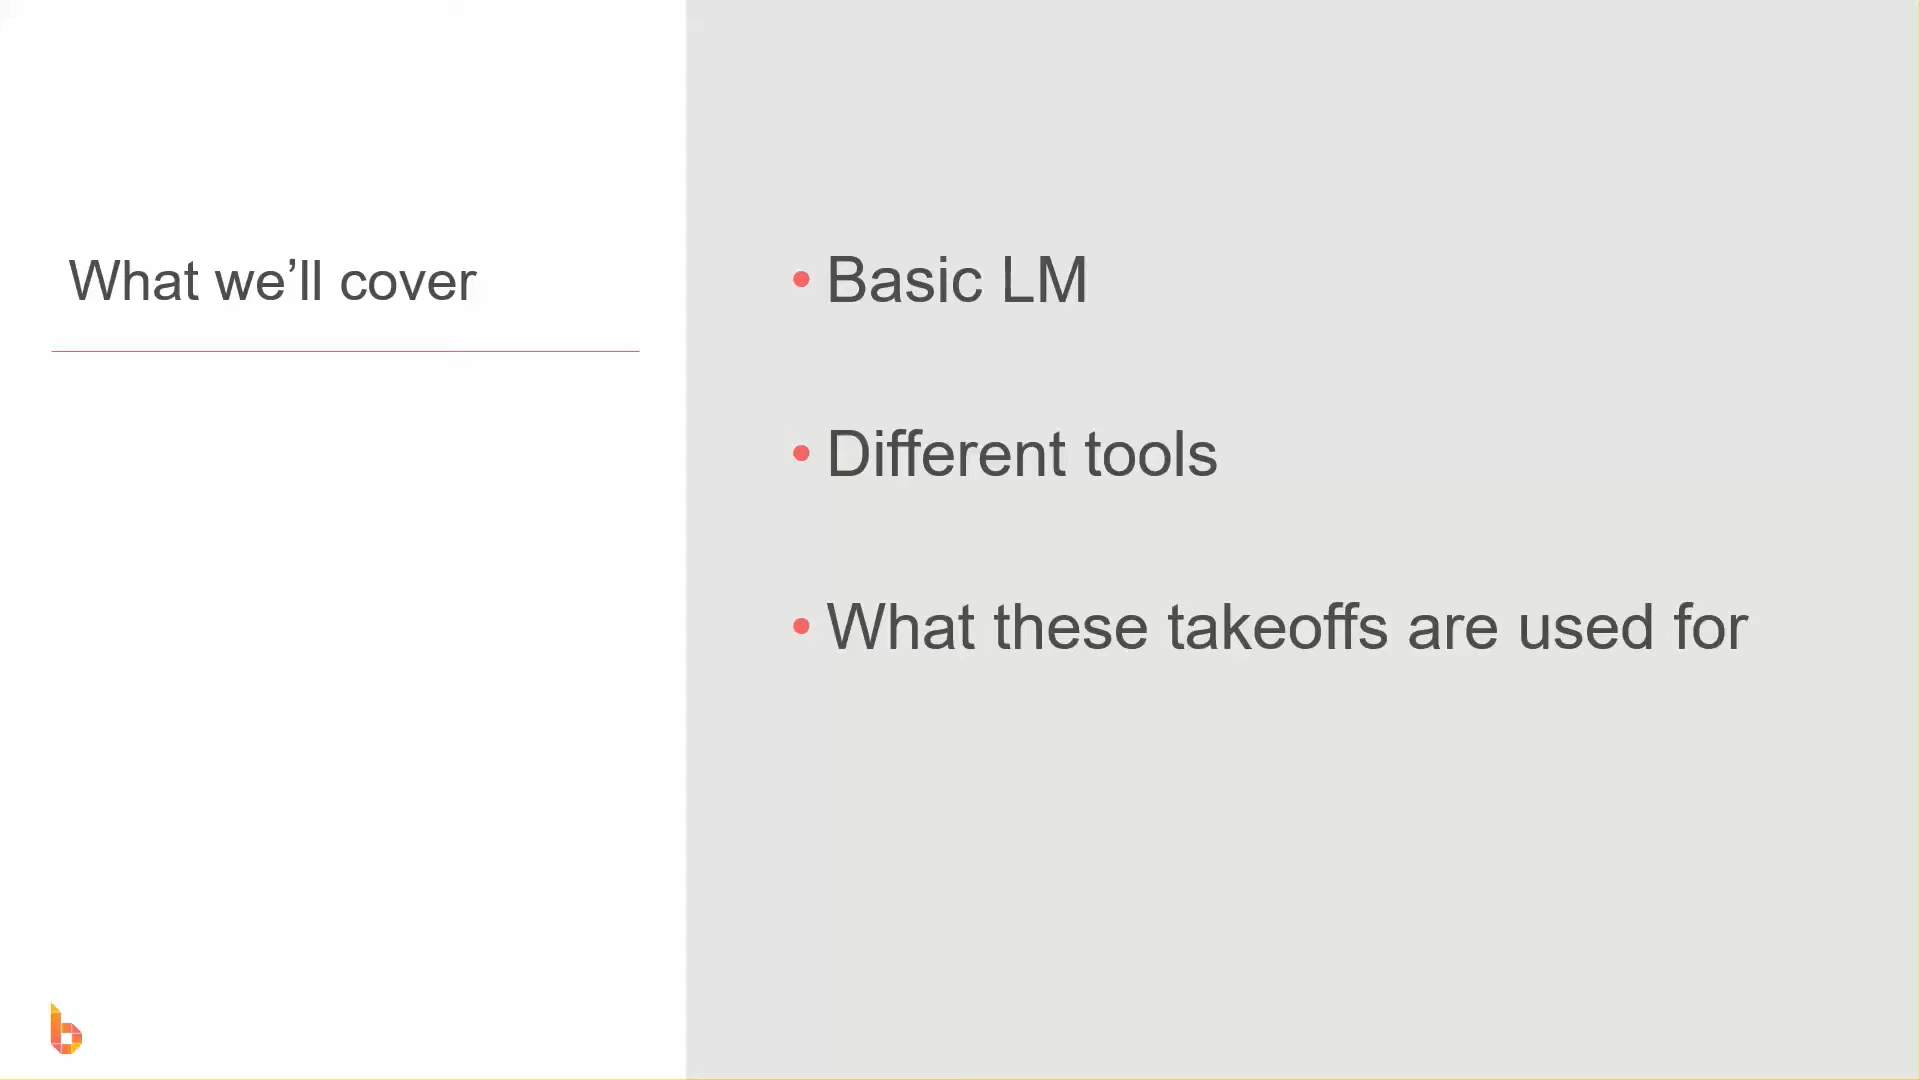 What we’ll cover
• Basic LM
• Different tools
• What these takeoffs are used for